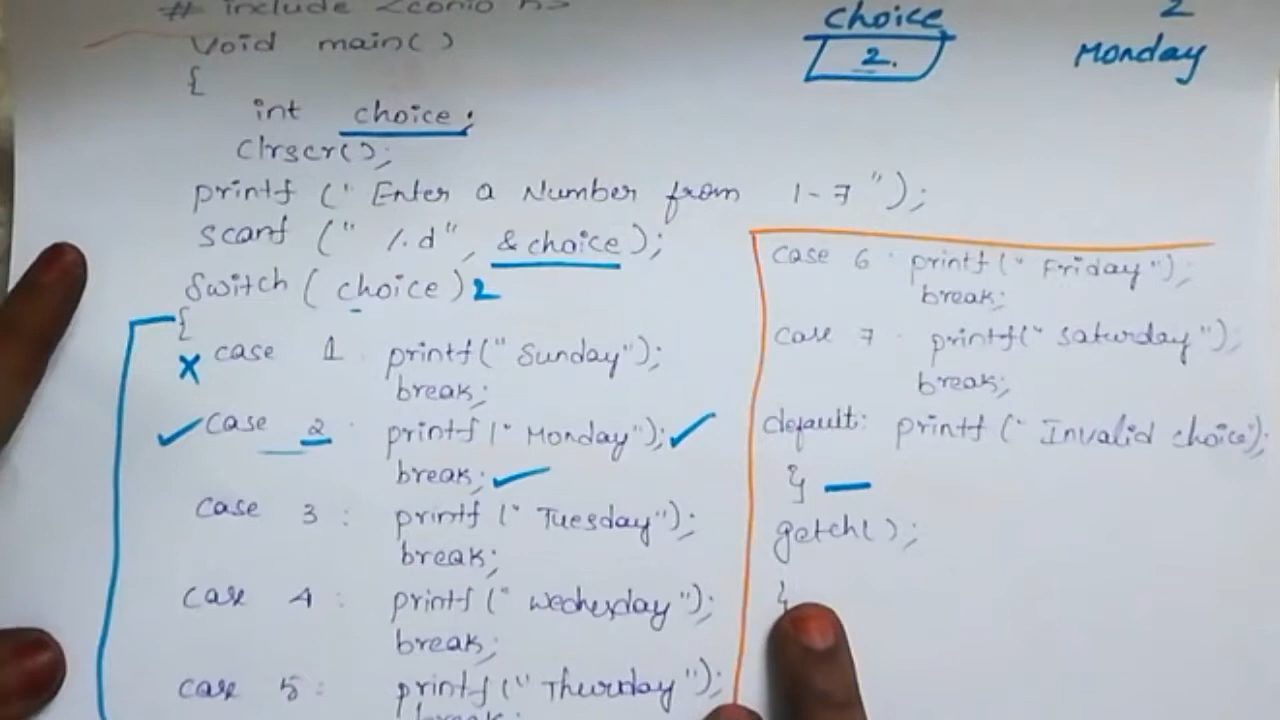 # include <conio.h>
void main()
{
int choice;
Clrscr();
printf (" Enter a Number from 1-7 ");
scanf (" %d", &choice);
Switch ( choice) 2
{
case 1 : printf(" Sunday");
break;
case 2 : printf (" Monday");
break;
case 3 : printf (" Tuesday");
break;
case 4 : printf (" Wednesday ");
break;
case 5 : printf (" Thursday ");
break;
case 6 : printf (" Friday ");
break;
case 7 : printf(" Saturday ");
break;
default: printf (" Invalid choice);
}
getch();
}
choice
2.
2
Monday